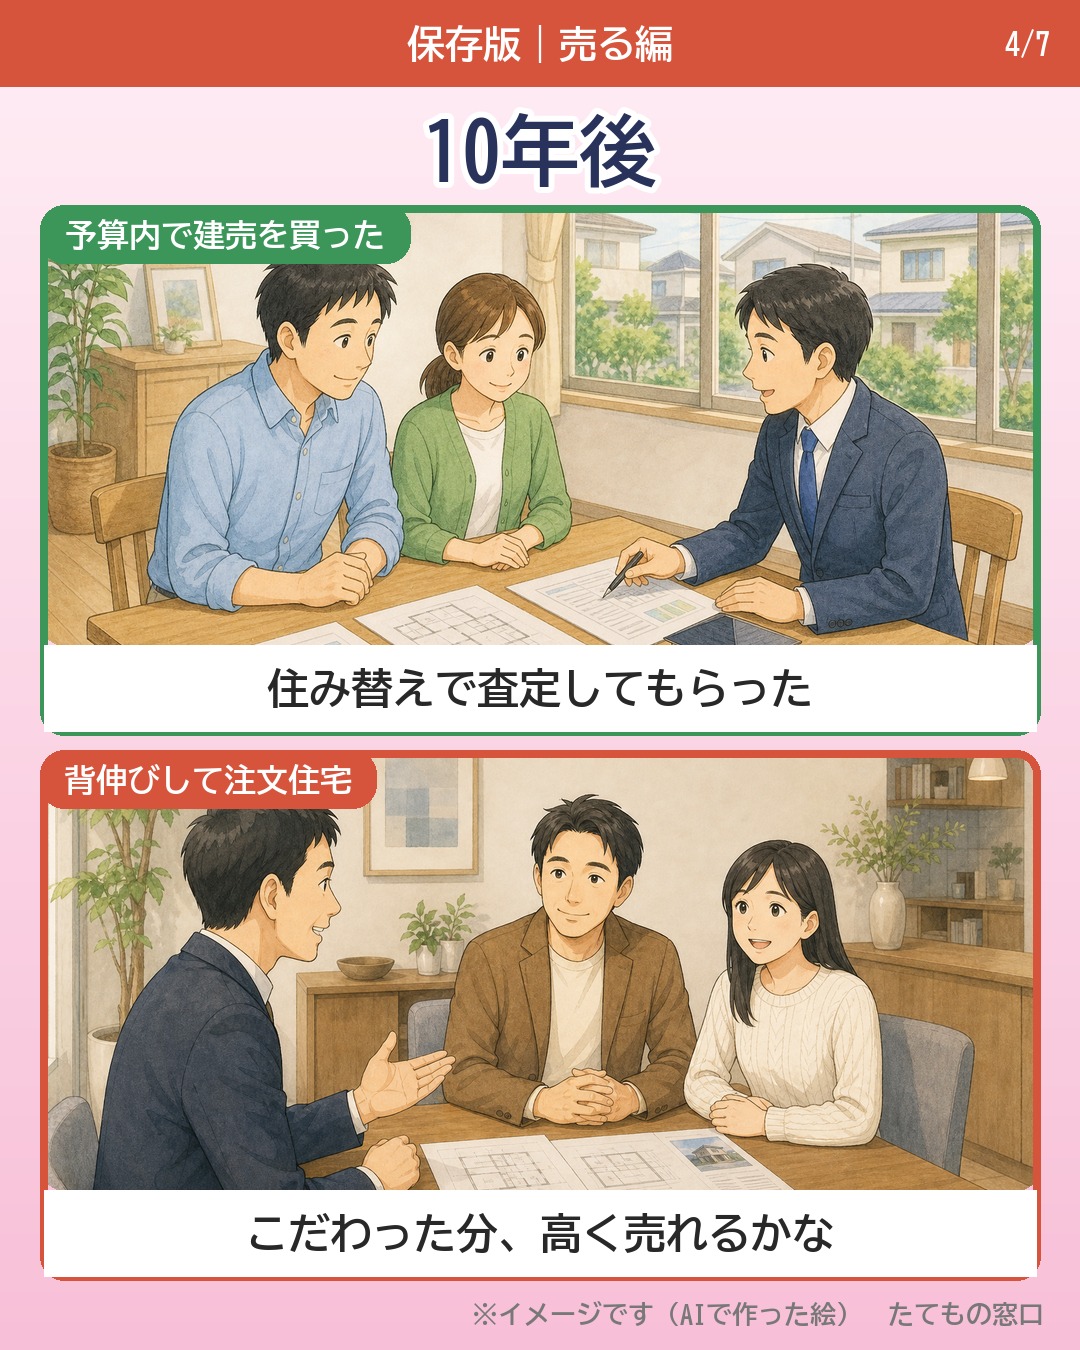 保存版｜売る編
4/7
10年後
予算内で建売を買った
住み替えで査定してもらった
背伸びして注文住宅
こだわった分、高く売れるかな
※イメージです（AIで作った絵）　たてもの窓口